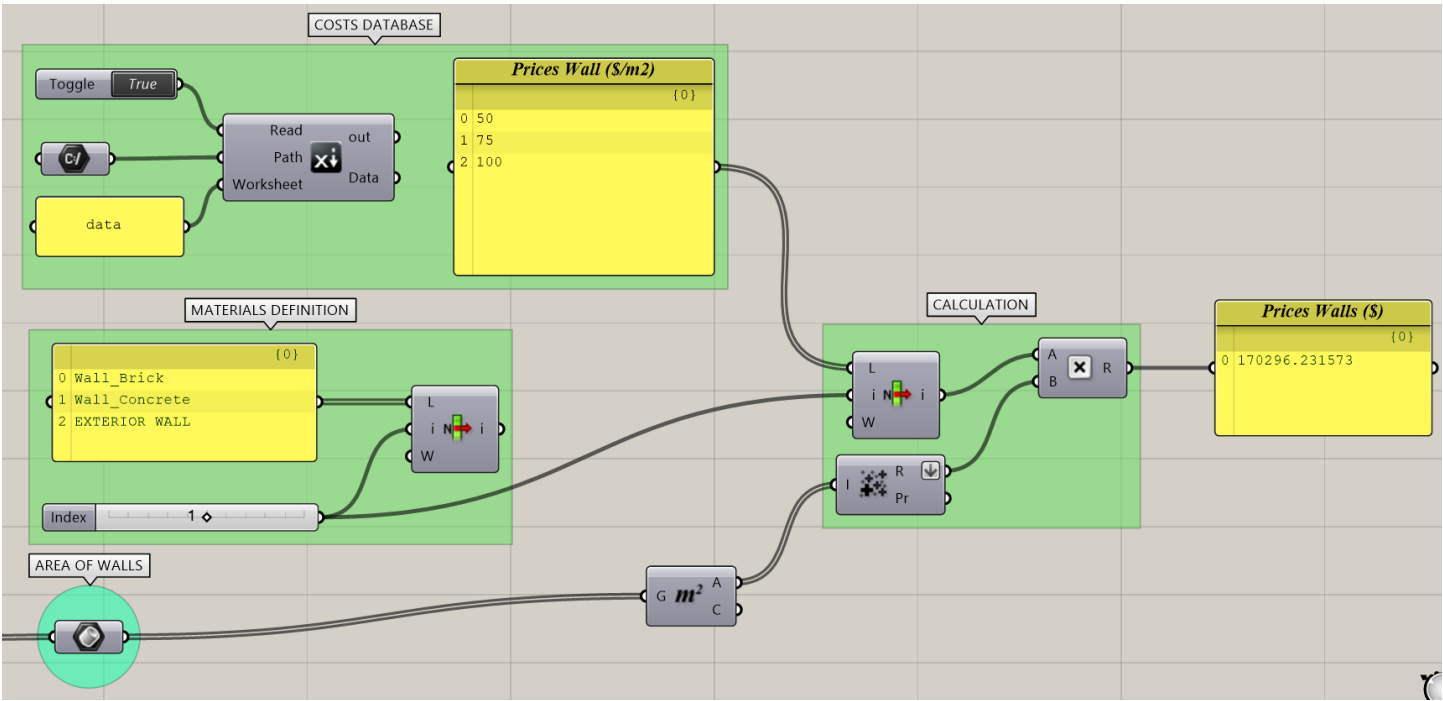 COSTS DATABASE
Toggle True
Read
Path
Worksheet
out
Data
C:/
data
Prices Wall ($/m2)
{0}
0 50
1 75
2 100
MATERIALS DEFINITION
{0}
0 Wall_Brick
1 Wall_Concrete
2 EXTERIOR WALL
L
i N i
W
Index 1
AREA OF WALLS
G m² A
C
CALCULATION
L
i N i
W
I R
Pr
A
B
R
Prices Walls ($)
{0}
0 170296.231573